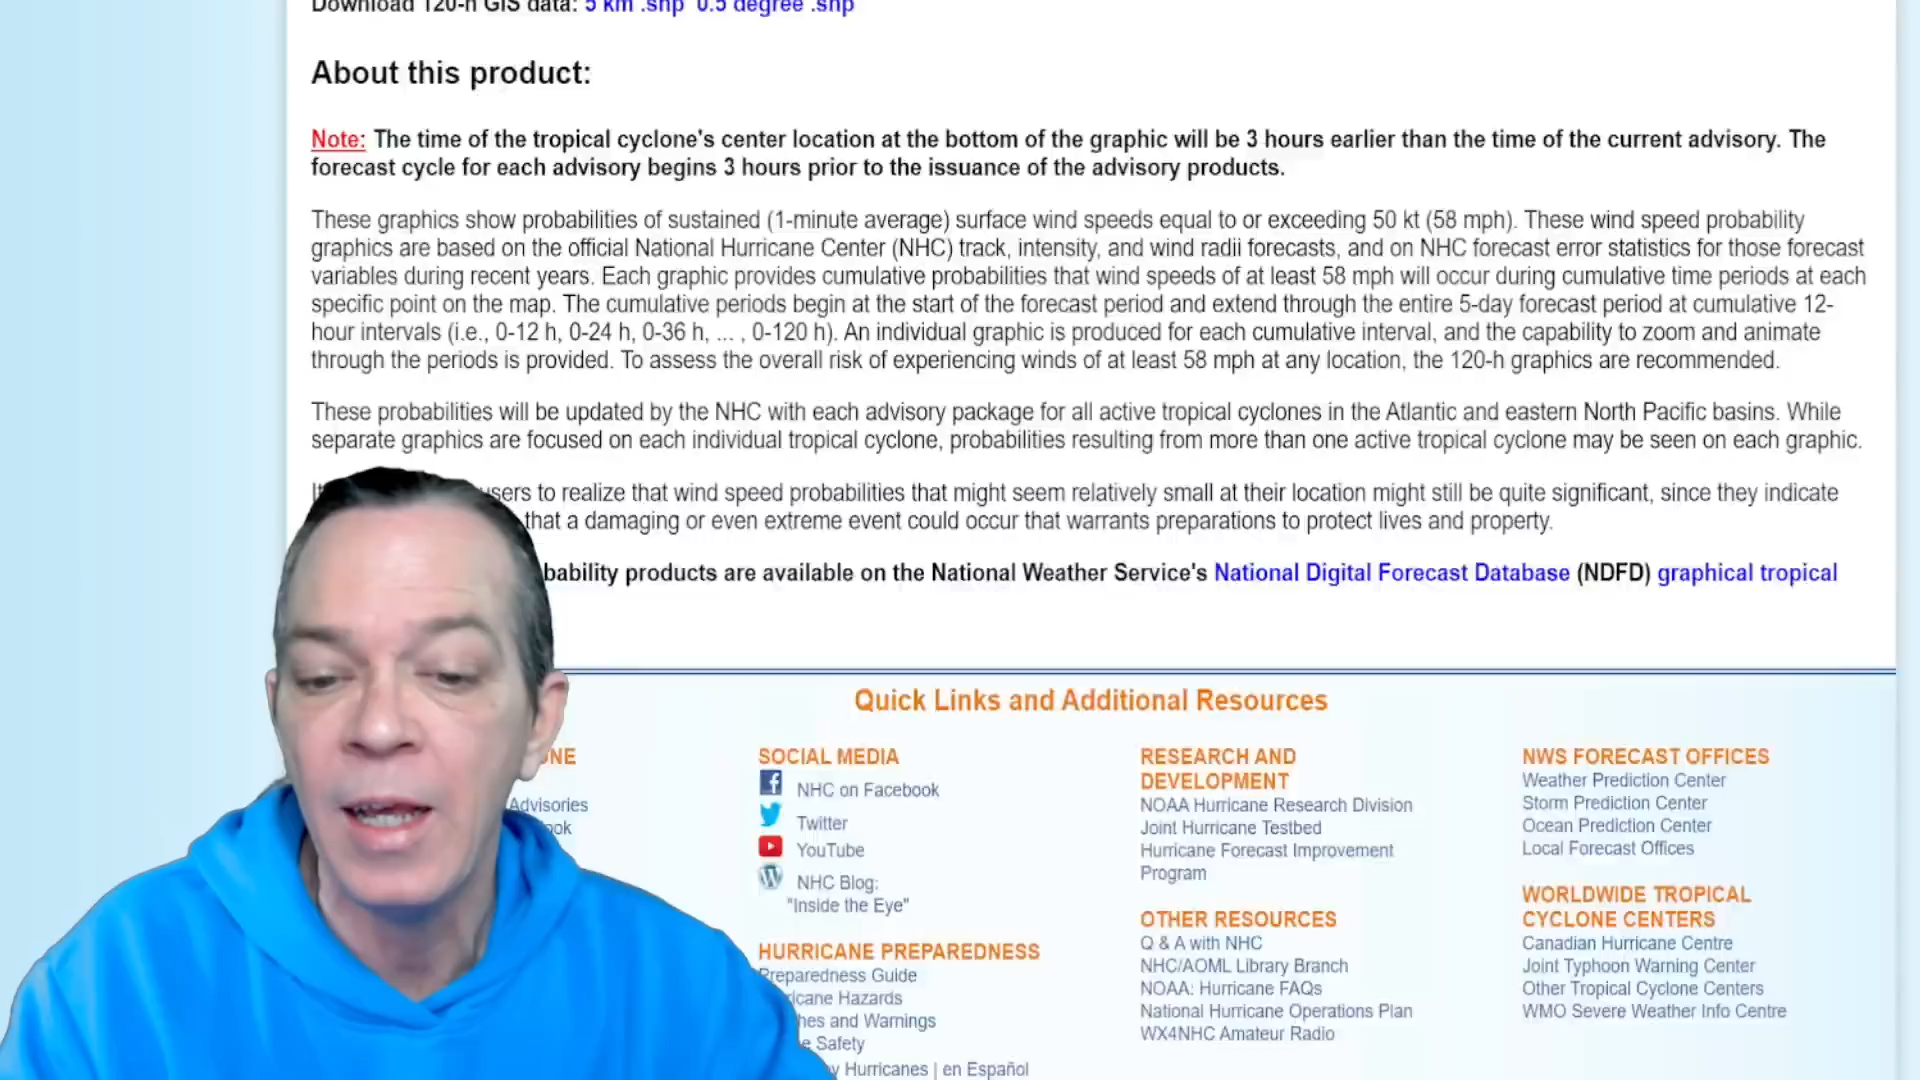 Download 120-h GIS data: 5 km .shp 0.5 degree .shp
About this product:
Note: The time of the tropical cyclone's center location at the bottom of the graphic will be 3 hours earlier than the time of the current advisory. The
forecast cycle for each advisory begins 3 hours prior to the issuance of the advisory products.
These graphics show probabilities of sustained (1-minute average) surface wind speeds equal to or exceeding 50 kt (58 mph). These wind speed probability
graphics are based on the official National Hurricane Center (NHC) track, intensity, and wind radii forecasts, and on NHC forecast error statistics for those forecast
variables during recent years. Each graphic provides cumulative probabilities that wind speeds of at least 58 mph will occur during cumulative time periods at each
specific point on the map. The cumulative periods begin at the start of the forecast period and extend through the entire 5-day forecast period at cumulative 12-
hour intervals (i.e., 0-12 h, 0-24 h, 0-36 h, ... , 0-120 h). An individual graphic is produced for each cumulative interval, and the capability to zoom and animate
through the periods is provided. To assess the overall risk of experiencing winds of at least 58 mph at any location, the 120-h graphics are recommended.
These probabilities will be updated by the NHC with each advisory package for all active tropical cyclones in the Atlantic and eastern North Pacific basins. While
separate graphics are focused on each individual tropical cyclone, probabilities resulting from more than one active tropical cyclone may be seen on each graphic.
users to realize that wind speed probabilities that might seem relatively small at their location might still be quite significant, since they indicate
that a damaging or even extreme event could occur that warrants preparations to protect lives and property.
products are available on the National Weather Service's National Digital Forecast Database (NDFD) graphical tropical
Quick Links and Additional Resources
Advisories
SOCIAL MEDIA
NHC on Facebook
Twitter
YouTube
NHC Blog:
"Inside the Eye"
HURRICANE PREPAREDNESS
Preparedness Guide
Hazards
and Warnings
Safety
Hurricanes | en Español
RESEARCH AND
DEVELOPMENT
NOAA Hurricane Research Division
Joint Hurricane Testbed
Hurricane Forecast Improvement
Program
OTHER RESOURCES
Q & A with NHC
NHC/AOML Library Branch
NOAA: Hurricane FAQs
National Hurricane Operations Plan
WX4NHC Amateur Radio
NWS FORECAST OFFICES
Weather Prediction Center
Storm Prediction Center
Ocean Prediction Center
Local Forecast Offices
WORLDWIDE TROPICAL
CYCLONE CENTERS
Canadian Hurricane Centre
Joint Typhoon Warning Center
Other Tropical Cyclone Centers
WMO Severe Weather Info Centre